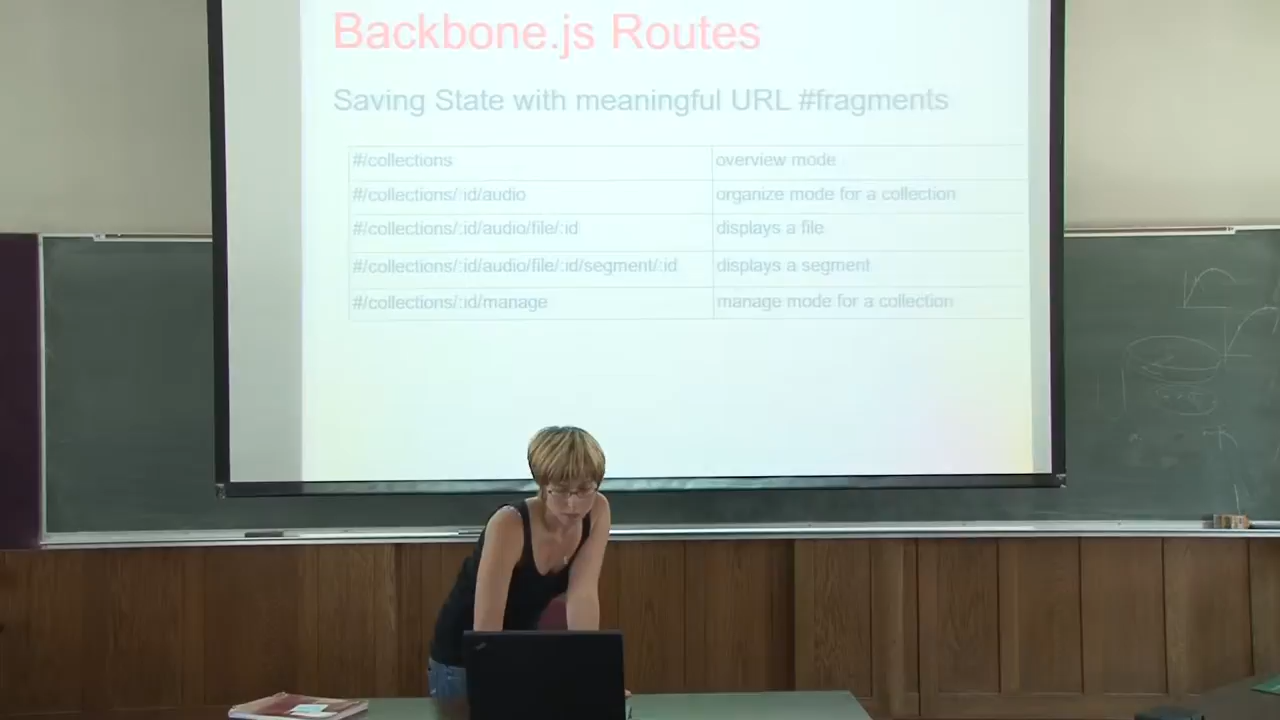 Backbone.js Routes
Saving State with meaningful URL #fragments
#/collections overview mode
#/collections/:id/audio organize mode for a collection
#/collections/:id/audio/file/:id displays a file
#/collections/:id/audio/file/:id/segment/:id displays a segment
#/collections/:id/manage manage mode for a collection